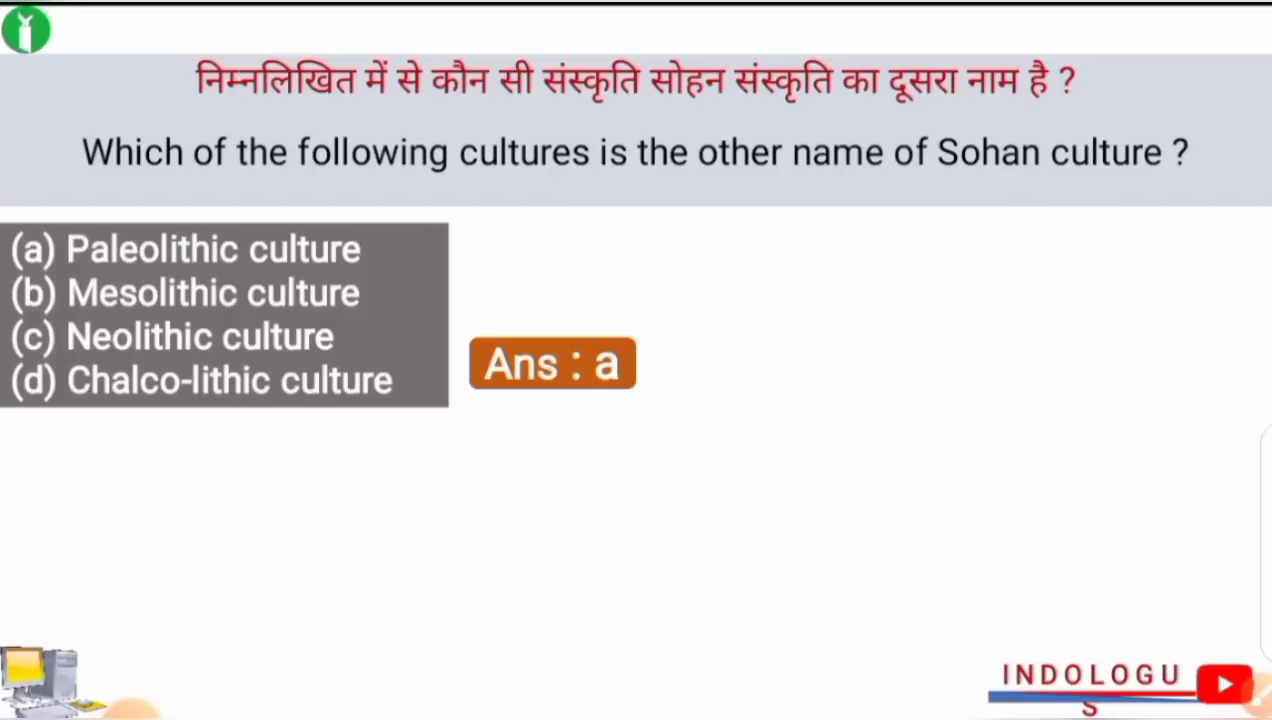 निम्नलिखित में से कौन सी संस्कृति सोहन संस्कृति का दूसरा नाम है ?
Which of the following cultures is the other name of Sohan culture ?
(a) Paleolithic culture
(b) Mesolithic culture
(c) Neolithic culture
(d) Chalco-lithic culture
Ans : a
INDOLOGU
S